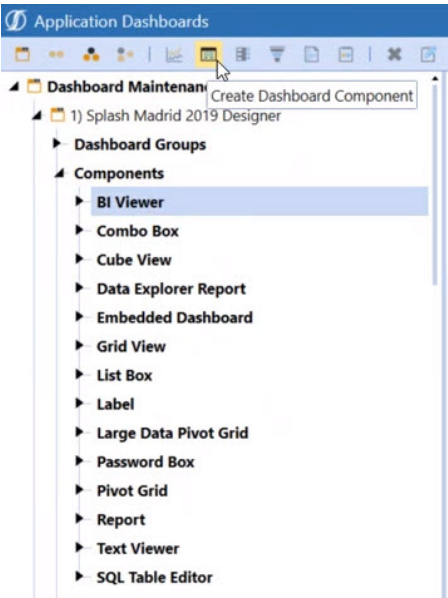 Application Dashboards
Dashboard Maintenan
Create Dashboard Component
1) Splash Madrid 2019 Designer
Dashboard Groups
Components
BI Viewer
Combo Box
Cube View
Data Explorer Report
Embedded Dashboard
Grid View
List Box
Label
Large Data Pivot Grid
Password Box
Pivot Grid
Report
Text Viewer
SQL Table Editor